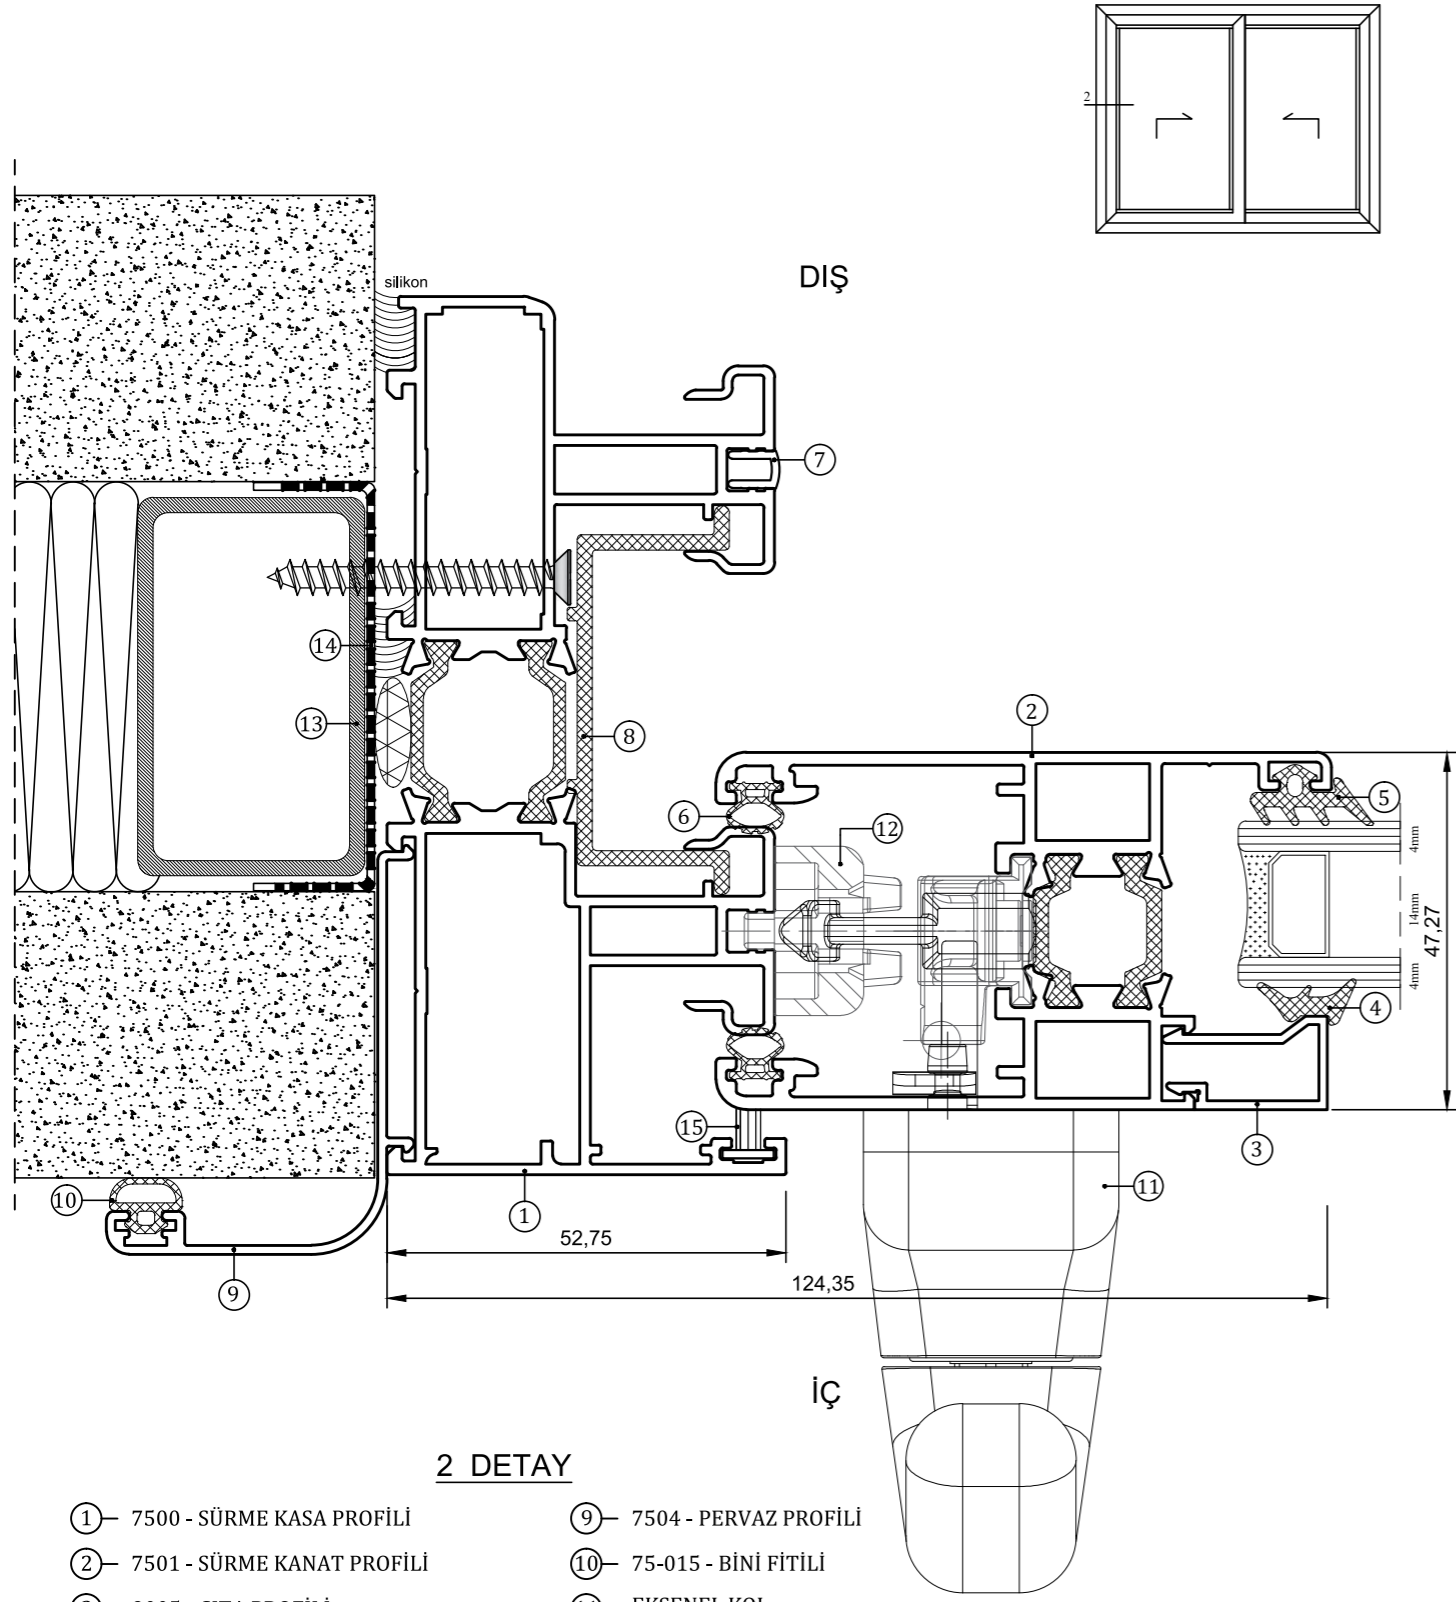 2
DIŞ
silikon
7
14
13
8
2
6
12
5
4mm
14mm
4mm
47,27
4
3
15
11
10
1
9
52,75
124,35
İÇ
2 DETAY
1 7500 - SÜRME KASA PROFİLİ
2 7501 - SÜRME KANAT PROFİLİ
9 7504 - PERVAZ PROFİLİ
10 75-015 - BİNİ FİTİLİ